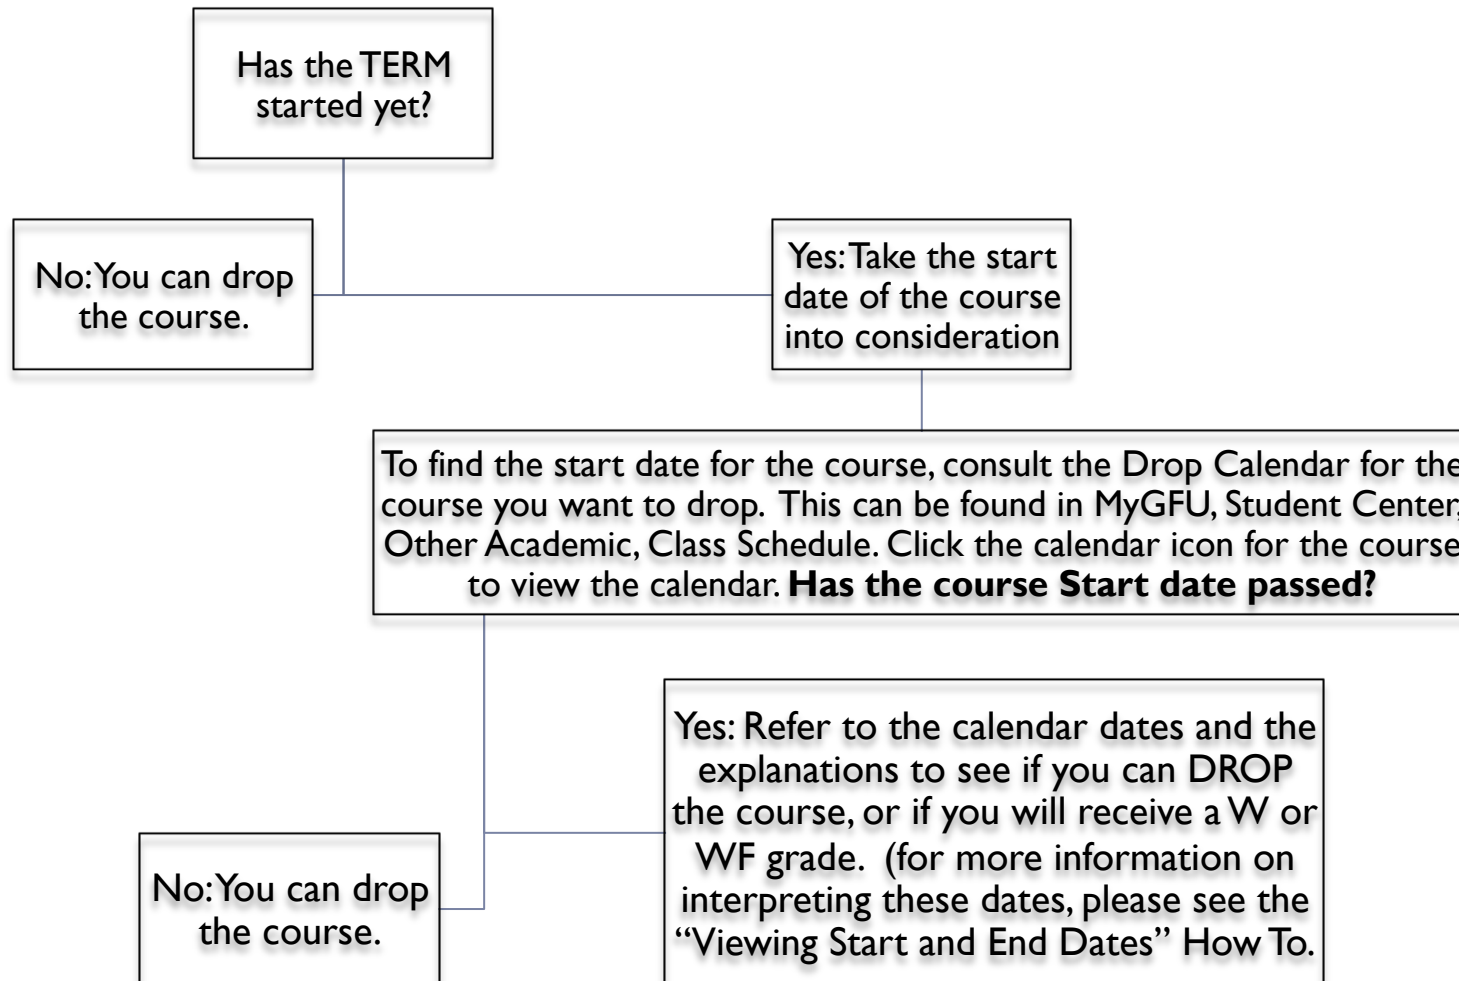 Has the TERM
started yet?
No: You can drop
the course.
Yes: Take the start
date of the course
into consideration
To find the start date for the course, consult the Drop Calendar for the
course you want to drop.  This can be found in MyGFU, Student Center,
Other Academic, Class Schedule. Click the calendar icon for the course
to view the calendar. Has the course Start date passed?
Yes: Refer to the calendar dates and the
explanations to see if you can DROP
the course, or if you will receive a W or
WF grade.  (for more information on
interpreting these dates, please see the
“Viewing Start and End Dates” How To.
No: You can drop
the course.